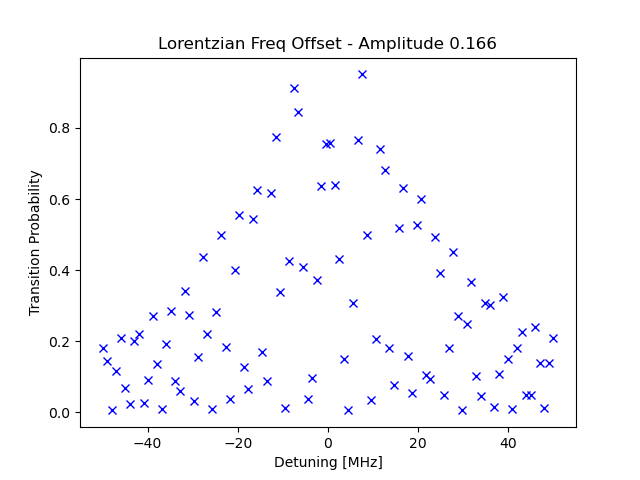 Lorentzian Freq Offset - Amplitude 0.166
Transition Probability
0.8
0.6
0.4
0.2
0.0
−40 −20 0 20 40
Detuning [MHz]